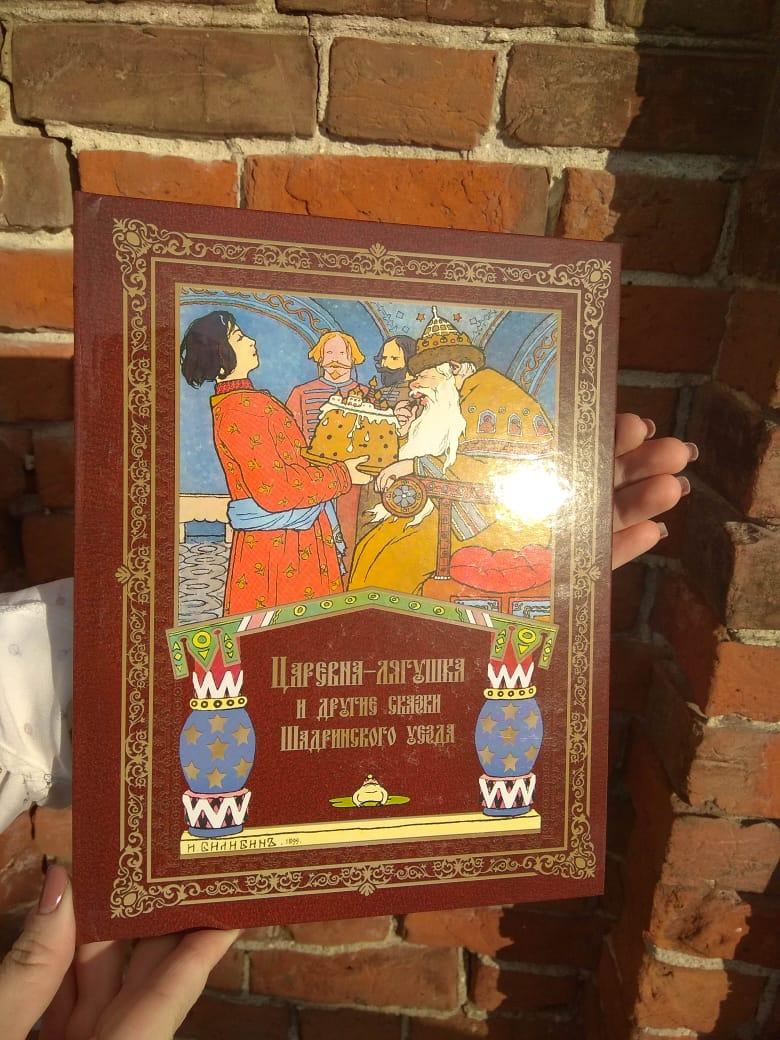 Царевна-лягушка
и другие сказки
Шадринского уезда
И. БИЛИБИНЪ. 1899.